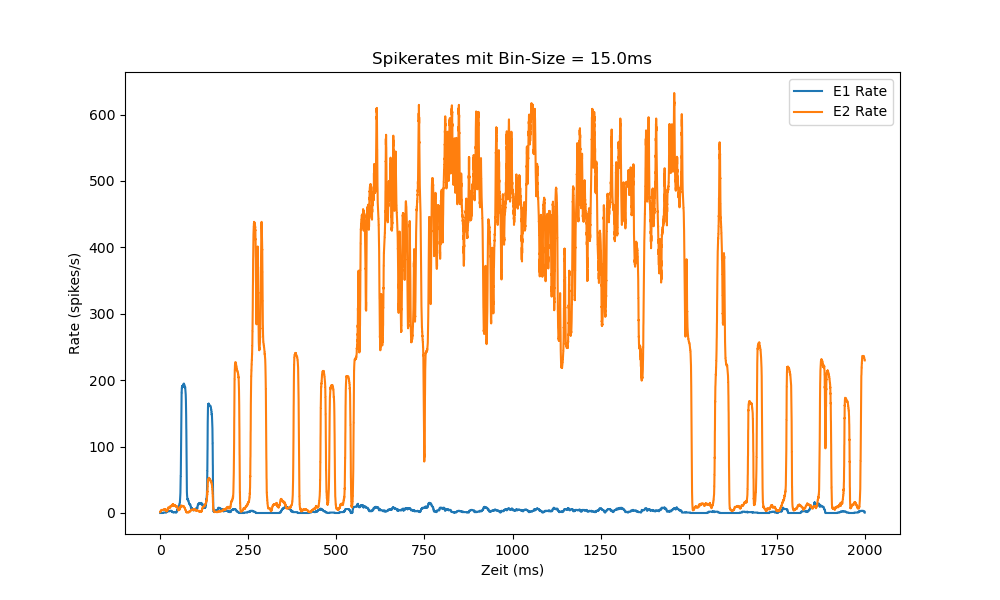 Spikerates mit Bin-Size = 15.0ms
E1 Rate
E2 Rate
Rate (spikes/s)
600
500
400
300
200
100
0
0 250 500 750 1000 1250 1500 1750 2000
Zeit (ms)